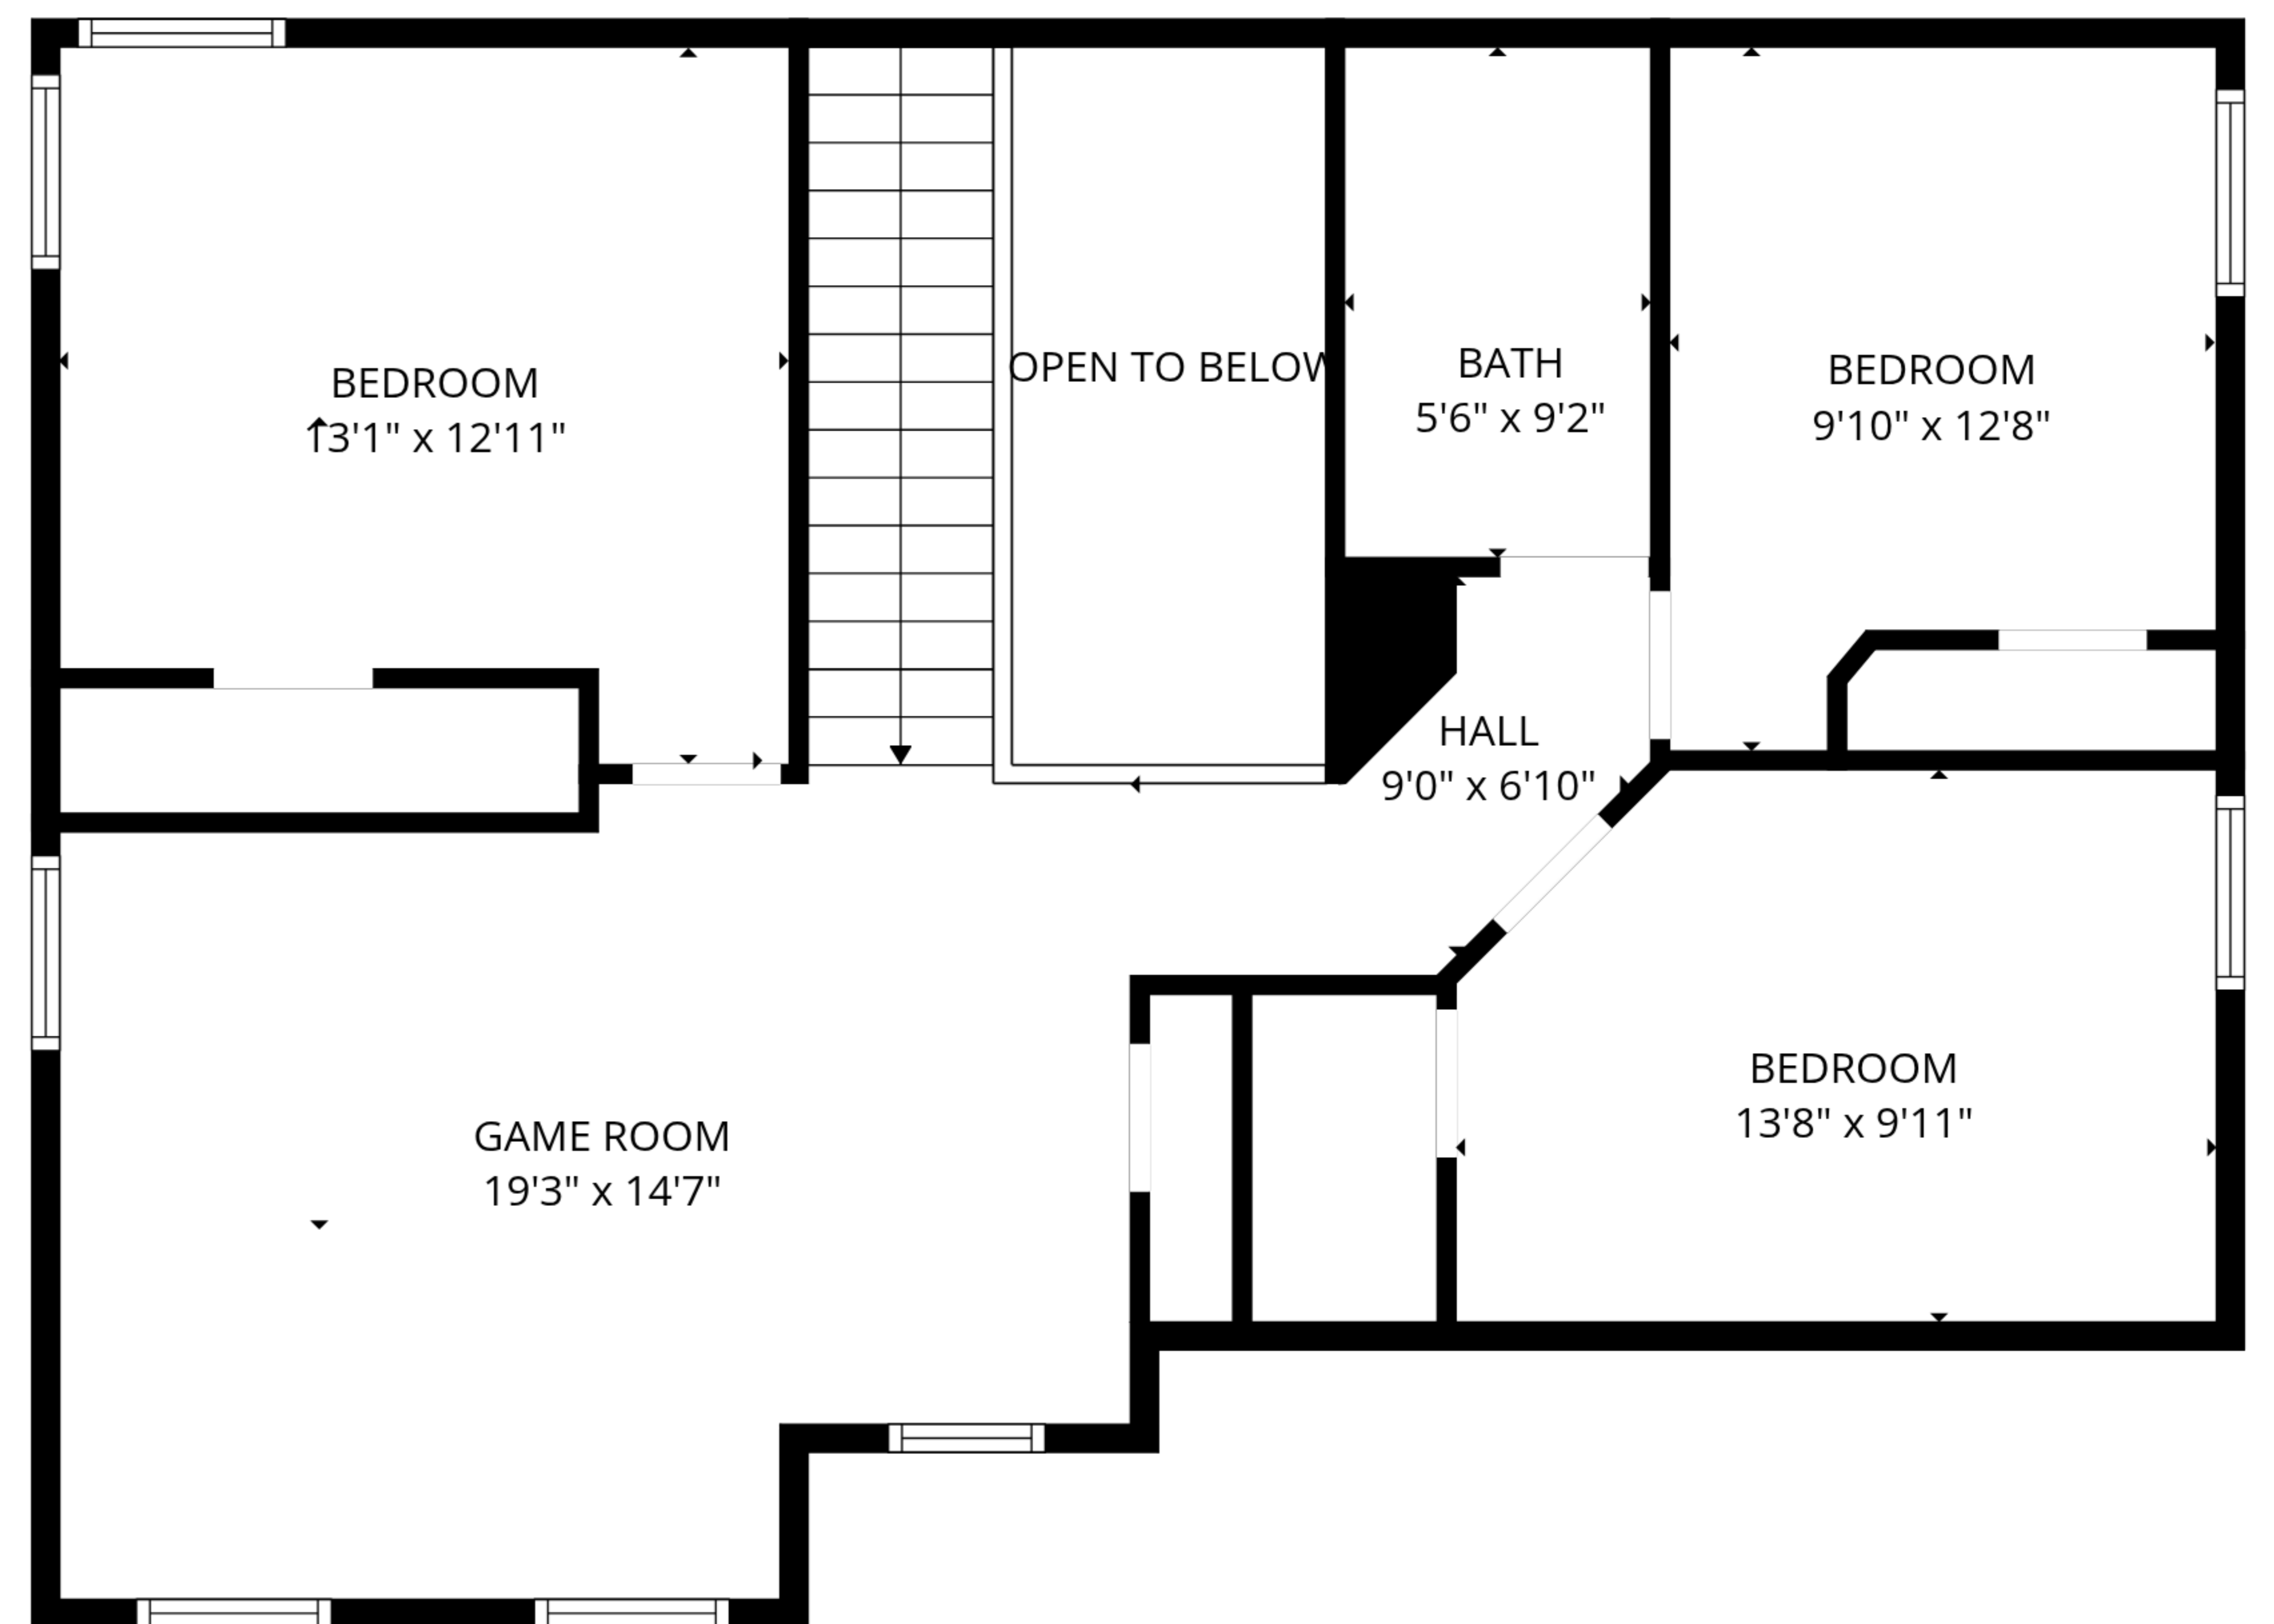 BEDROOM
13'1" x 12'11"
OPEN TO BELOW
BATH
5'6" x 9'2"
BEDROOM
9'10" x 12'8"
HALL
9'0" x 6'10"
BEDROOM
13'8" x 9'11"
GAME ROOM
19'3" x 14'7"